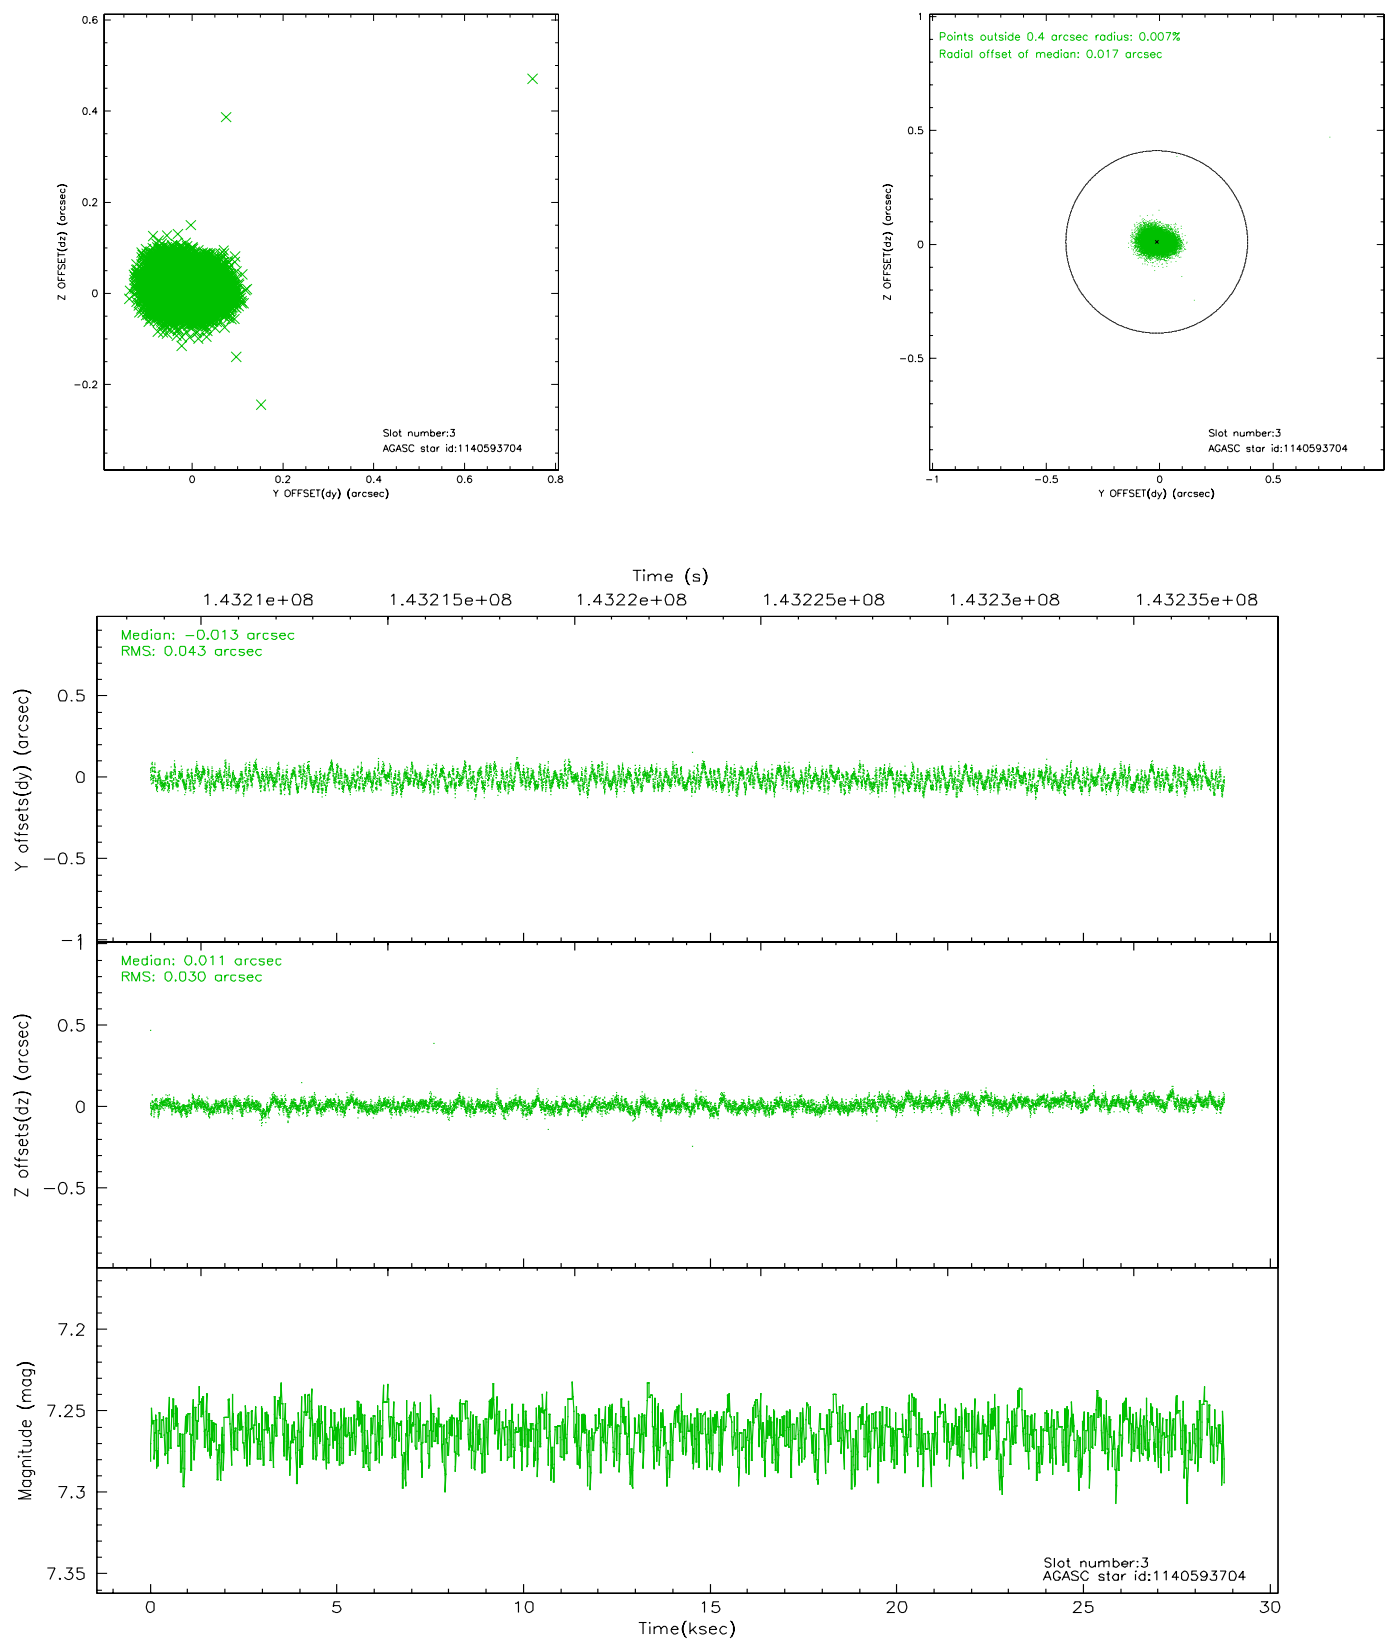 0.6
0.4
0.2
0
−0.2
Z OFFSET(dz) (arcsec)
Slot number:3
AGASC star id:1140593704
0 0.2 0.4 0.6 0.8
Y OFFSET(dy) (arcsec)
Points outside 0.4 arcsec radius: 0.007%
Radial offset of median: 0.017 arcsec
1
0.5
0
−0.5
Z OFFSET(dz) (arcsec)
Slot number:3
AGASC star id:1140593704
−1 −0.5 0 0.5
Y OFFSET(dy) (arcsec)
Time (s)
1.4321e+08 1.43215e+08 1.4322e+08 1.43225e+08 1.4323e+08 1.43235e+08
Median: −0.013 arcsec
RMS: 0.043 arcsec
0.5
0
−0.5
−1
Y offsets(dy) (arcsec)
1
Median: 0.011 arcsec
RMS: 0.030 arcsec
0.5
0
−0.5
Z offsets(dz) (arcsec)
7.2
7.25
7.3
7.35
Magnitude (mag)
Slot number:3
AGASC star id:1140593704
0 5 10 15 20 25 30
Time(ksec)